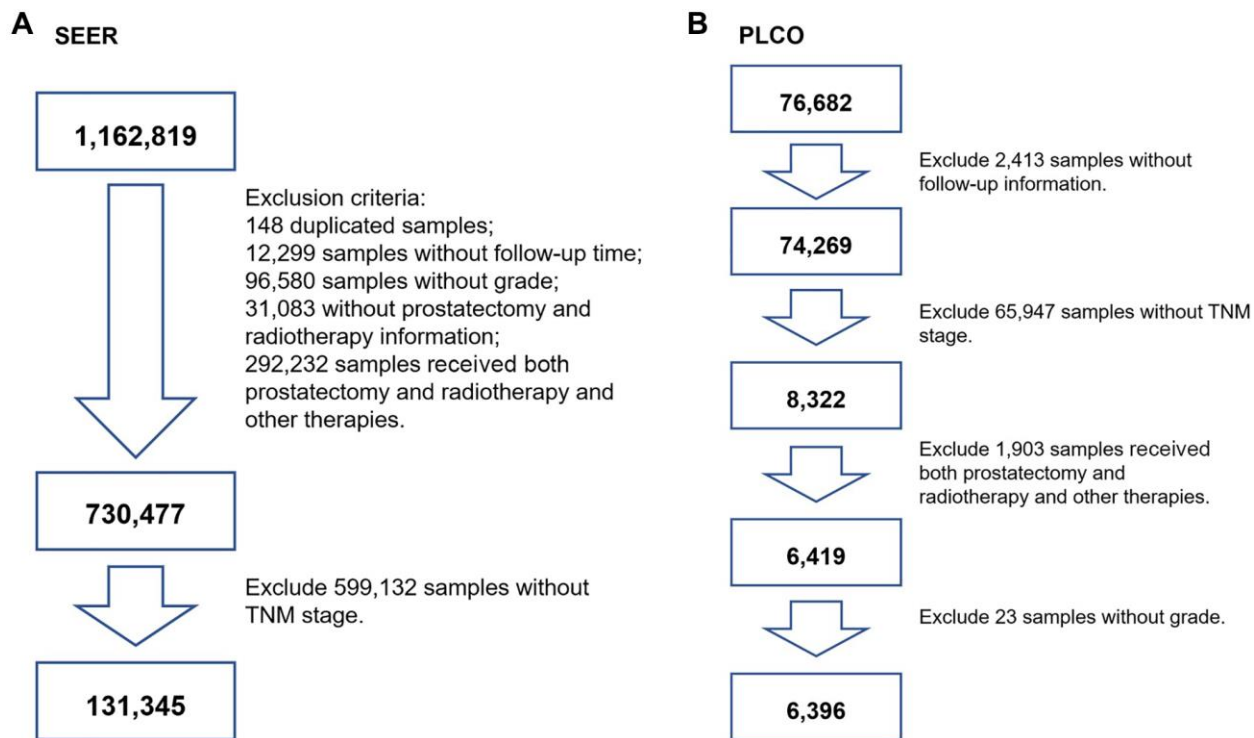 A
SEER
1,162,819
Exclusion criteria:
148 duplicated samples;
12,299 samples without follow-up time;
96,580 samples without grade;
31,083 without prostatectomy and
radiotherapy information;
292,232 samples received both
prostatectomy and radiotherapy and
other therapies.
730,477
Exclude 599,132 samples without
TNM stage.
131,345
B
PLCO
76,682
Exclude 2,413 samples without
follow-up information.
74,269
Exclude 65,947 samples without TNM
stage.
8,322
Exclude 1,903 samples received
both prostatectomy and
radiotherapy and other therapies.
6,419
Exclude 23 samples without grade.
6,396